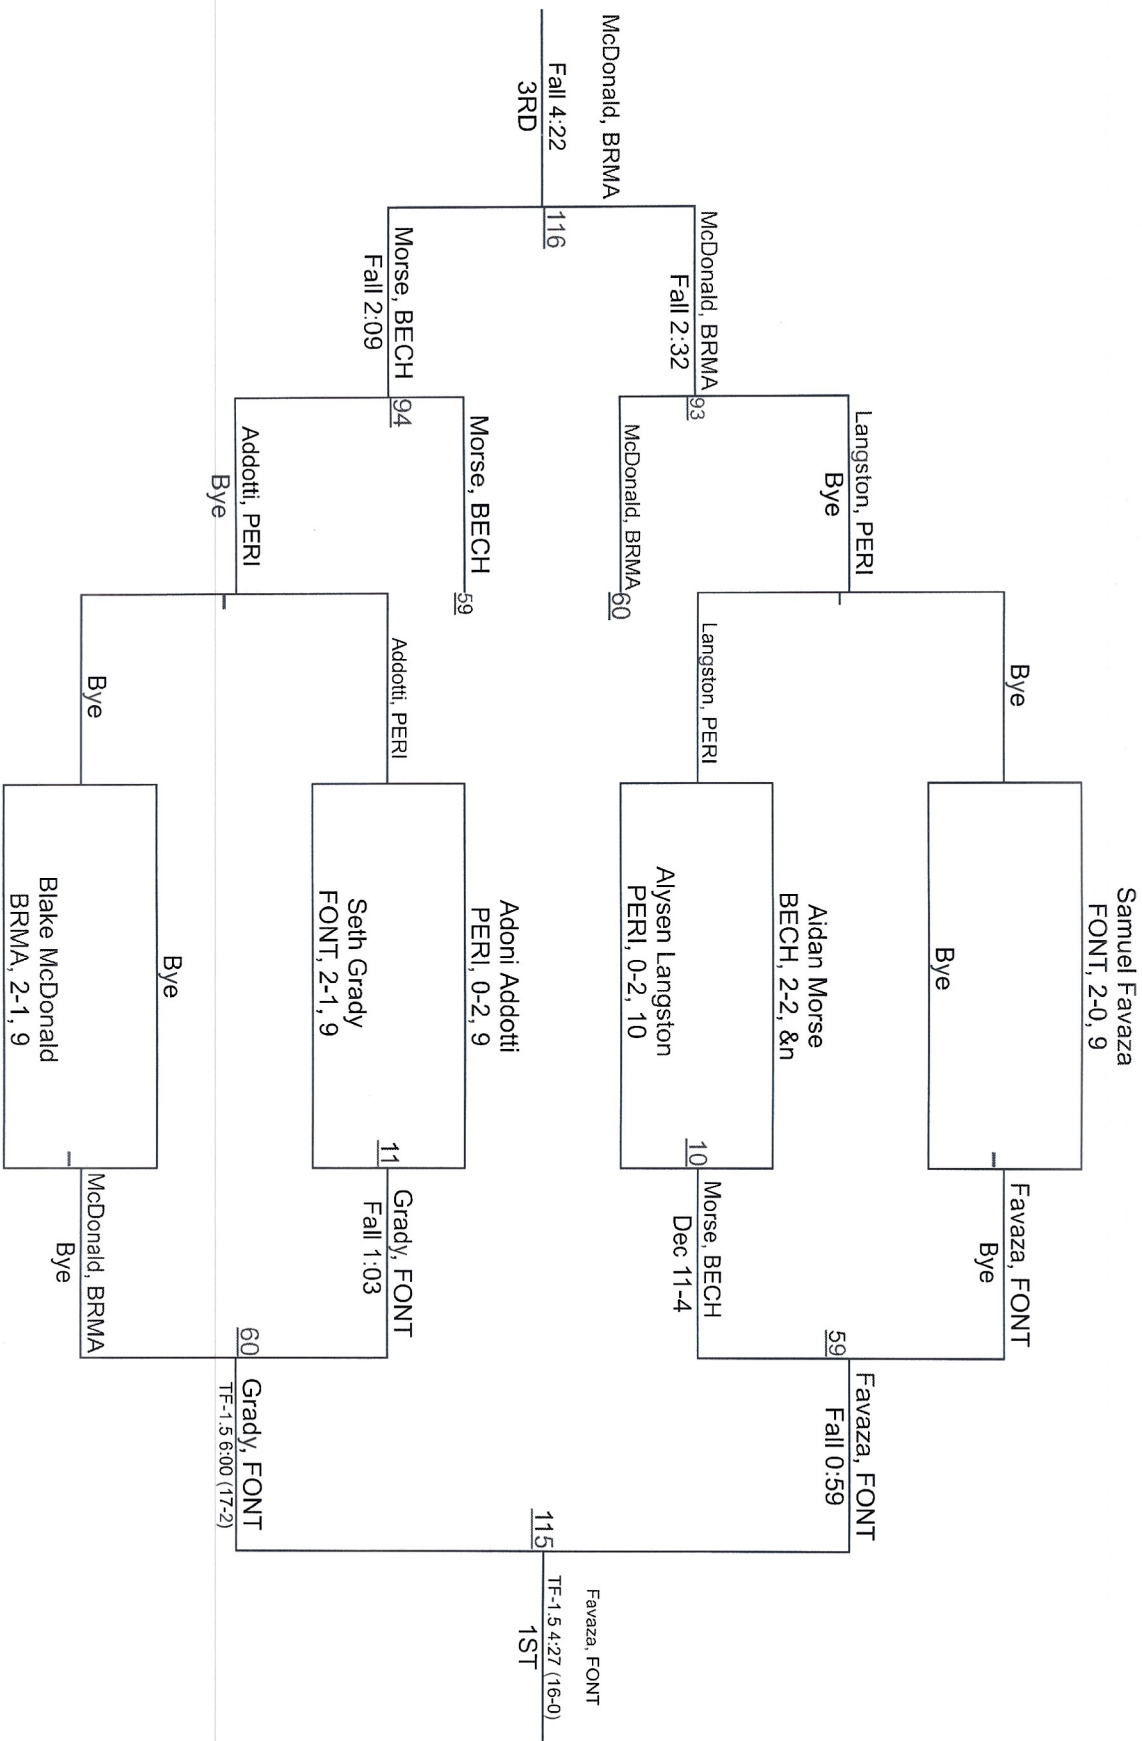 Samuel Favaza
FONT, 2-0, 9
Bye
Favaza, FONT
Bye
Bye
Aidan Morse
BECH, 2-2, &n
Alysen Langston
PERI, 0-2, 10
10
Morse, BECH
Dec 11-4
Langston, PERI
59
Favaza, FONT
Fall 0:59
Langston, PERI
Bye
McDonald, BRMA
60
93
McDonald, BRMA
Fall 2:32
Adoni Addotti
PERI, 0-2, 9
Seth Grady
FONT, 2-1, 9
11
Grady, FONT
Fall 1:03
Addotti, PERI
Bye
Blake McDonald
BRMA, 2-1, 9
McDonald, BRMA
Bye
Bye
60
Grady, FONT
TF-1.5 6:00 (17-2)
Addotti, PERI
Bye
Morse, BECH
59
94
Morse, BECH
Fall 2:09
Favaza, FONT
115
TF-1.5 4:27 (16-0)
1ST
McDonald, BRMA
116
Fall 4:22
3RD